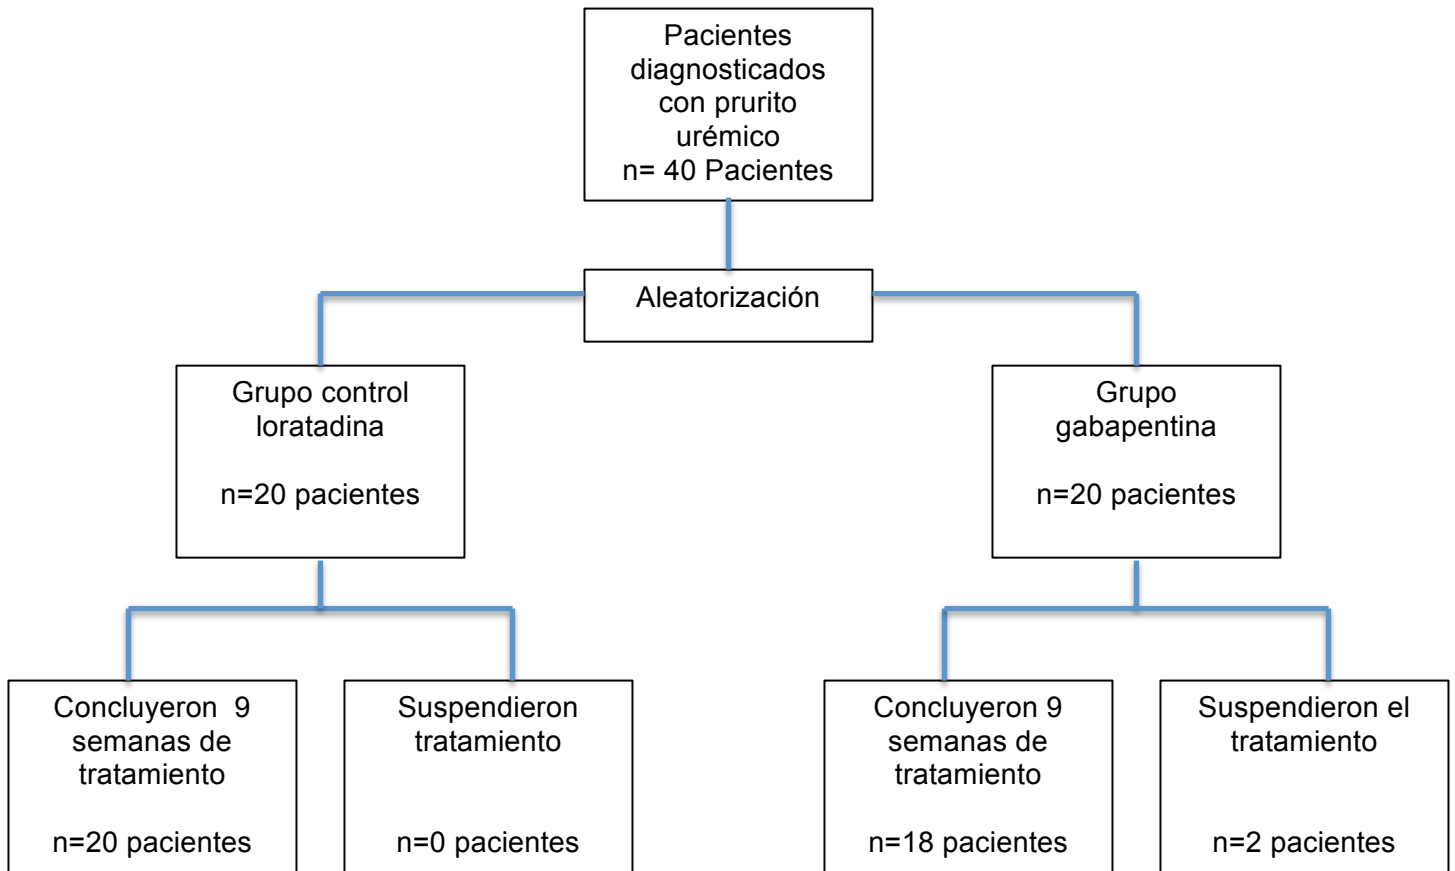 Pacientes
diagnosticados
con prurito
urémico
n= 40 Pacientes
Aleatorización
Grupo control
loratadina
n=20 pacientes
Grupo
gabapentina
n=20 pacientes
Concluyeron  9
semanas de
tratamiento
n=20 pacientes
Suspendieron
tratamiento
n=0 pacientes
Concluyeron 9
semanas de
tratamiento
n=18 pacientes
Suspendieron el
tratamiento
n=2 pacientes